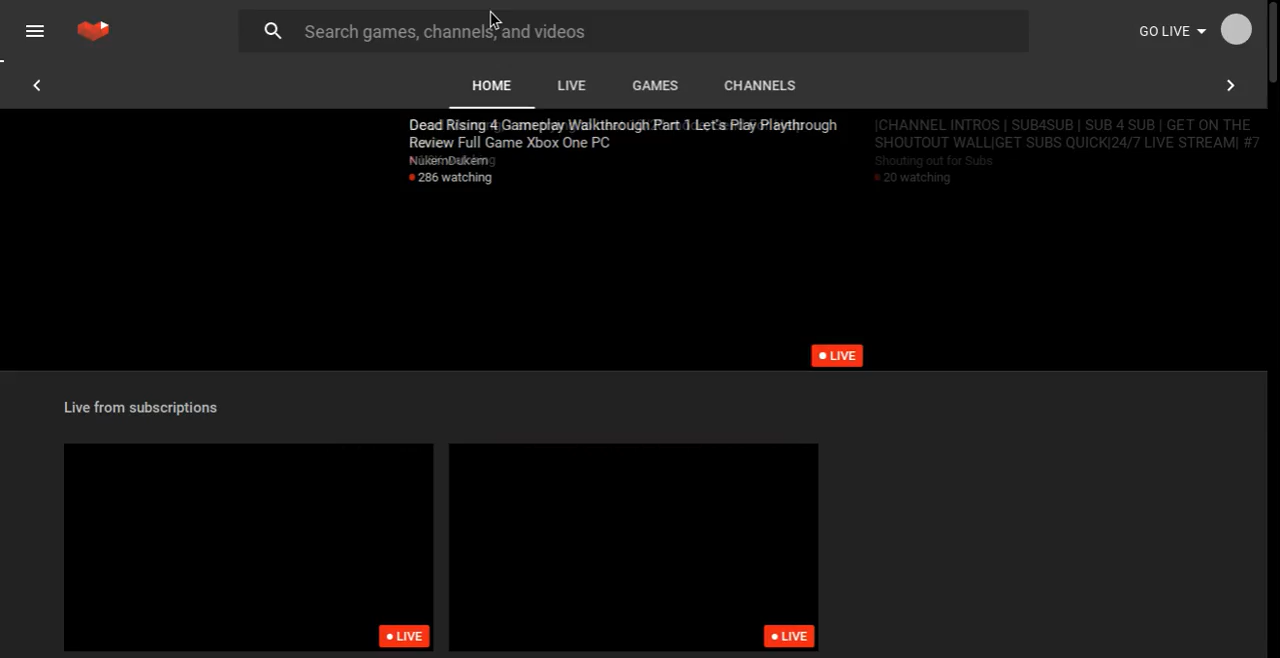 Search games, channels, and videos
GO LIVE
HOME LIVE GAMES CHANNELS
Dead Rising 4 Gameplay Walkthrough Part 1 Let's Play Playthrough
Review Full Game Xbox One PC
NukemDukem
286 watching
|CHANNEL INTROS | SUB4SUB | SUB 4 SUB | GET ON THE
SHOUTOUT WALL|GET SUBS QUICK|24/7 LIVE STREAM| #7
Shouting out for Subs
20 watching
LIVE
Live from subscriptions
LIVE
LIVE